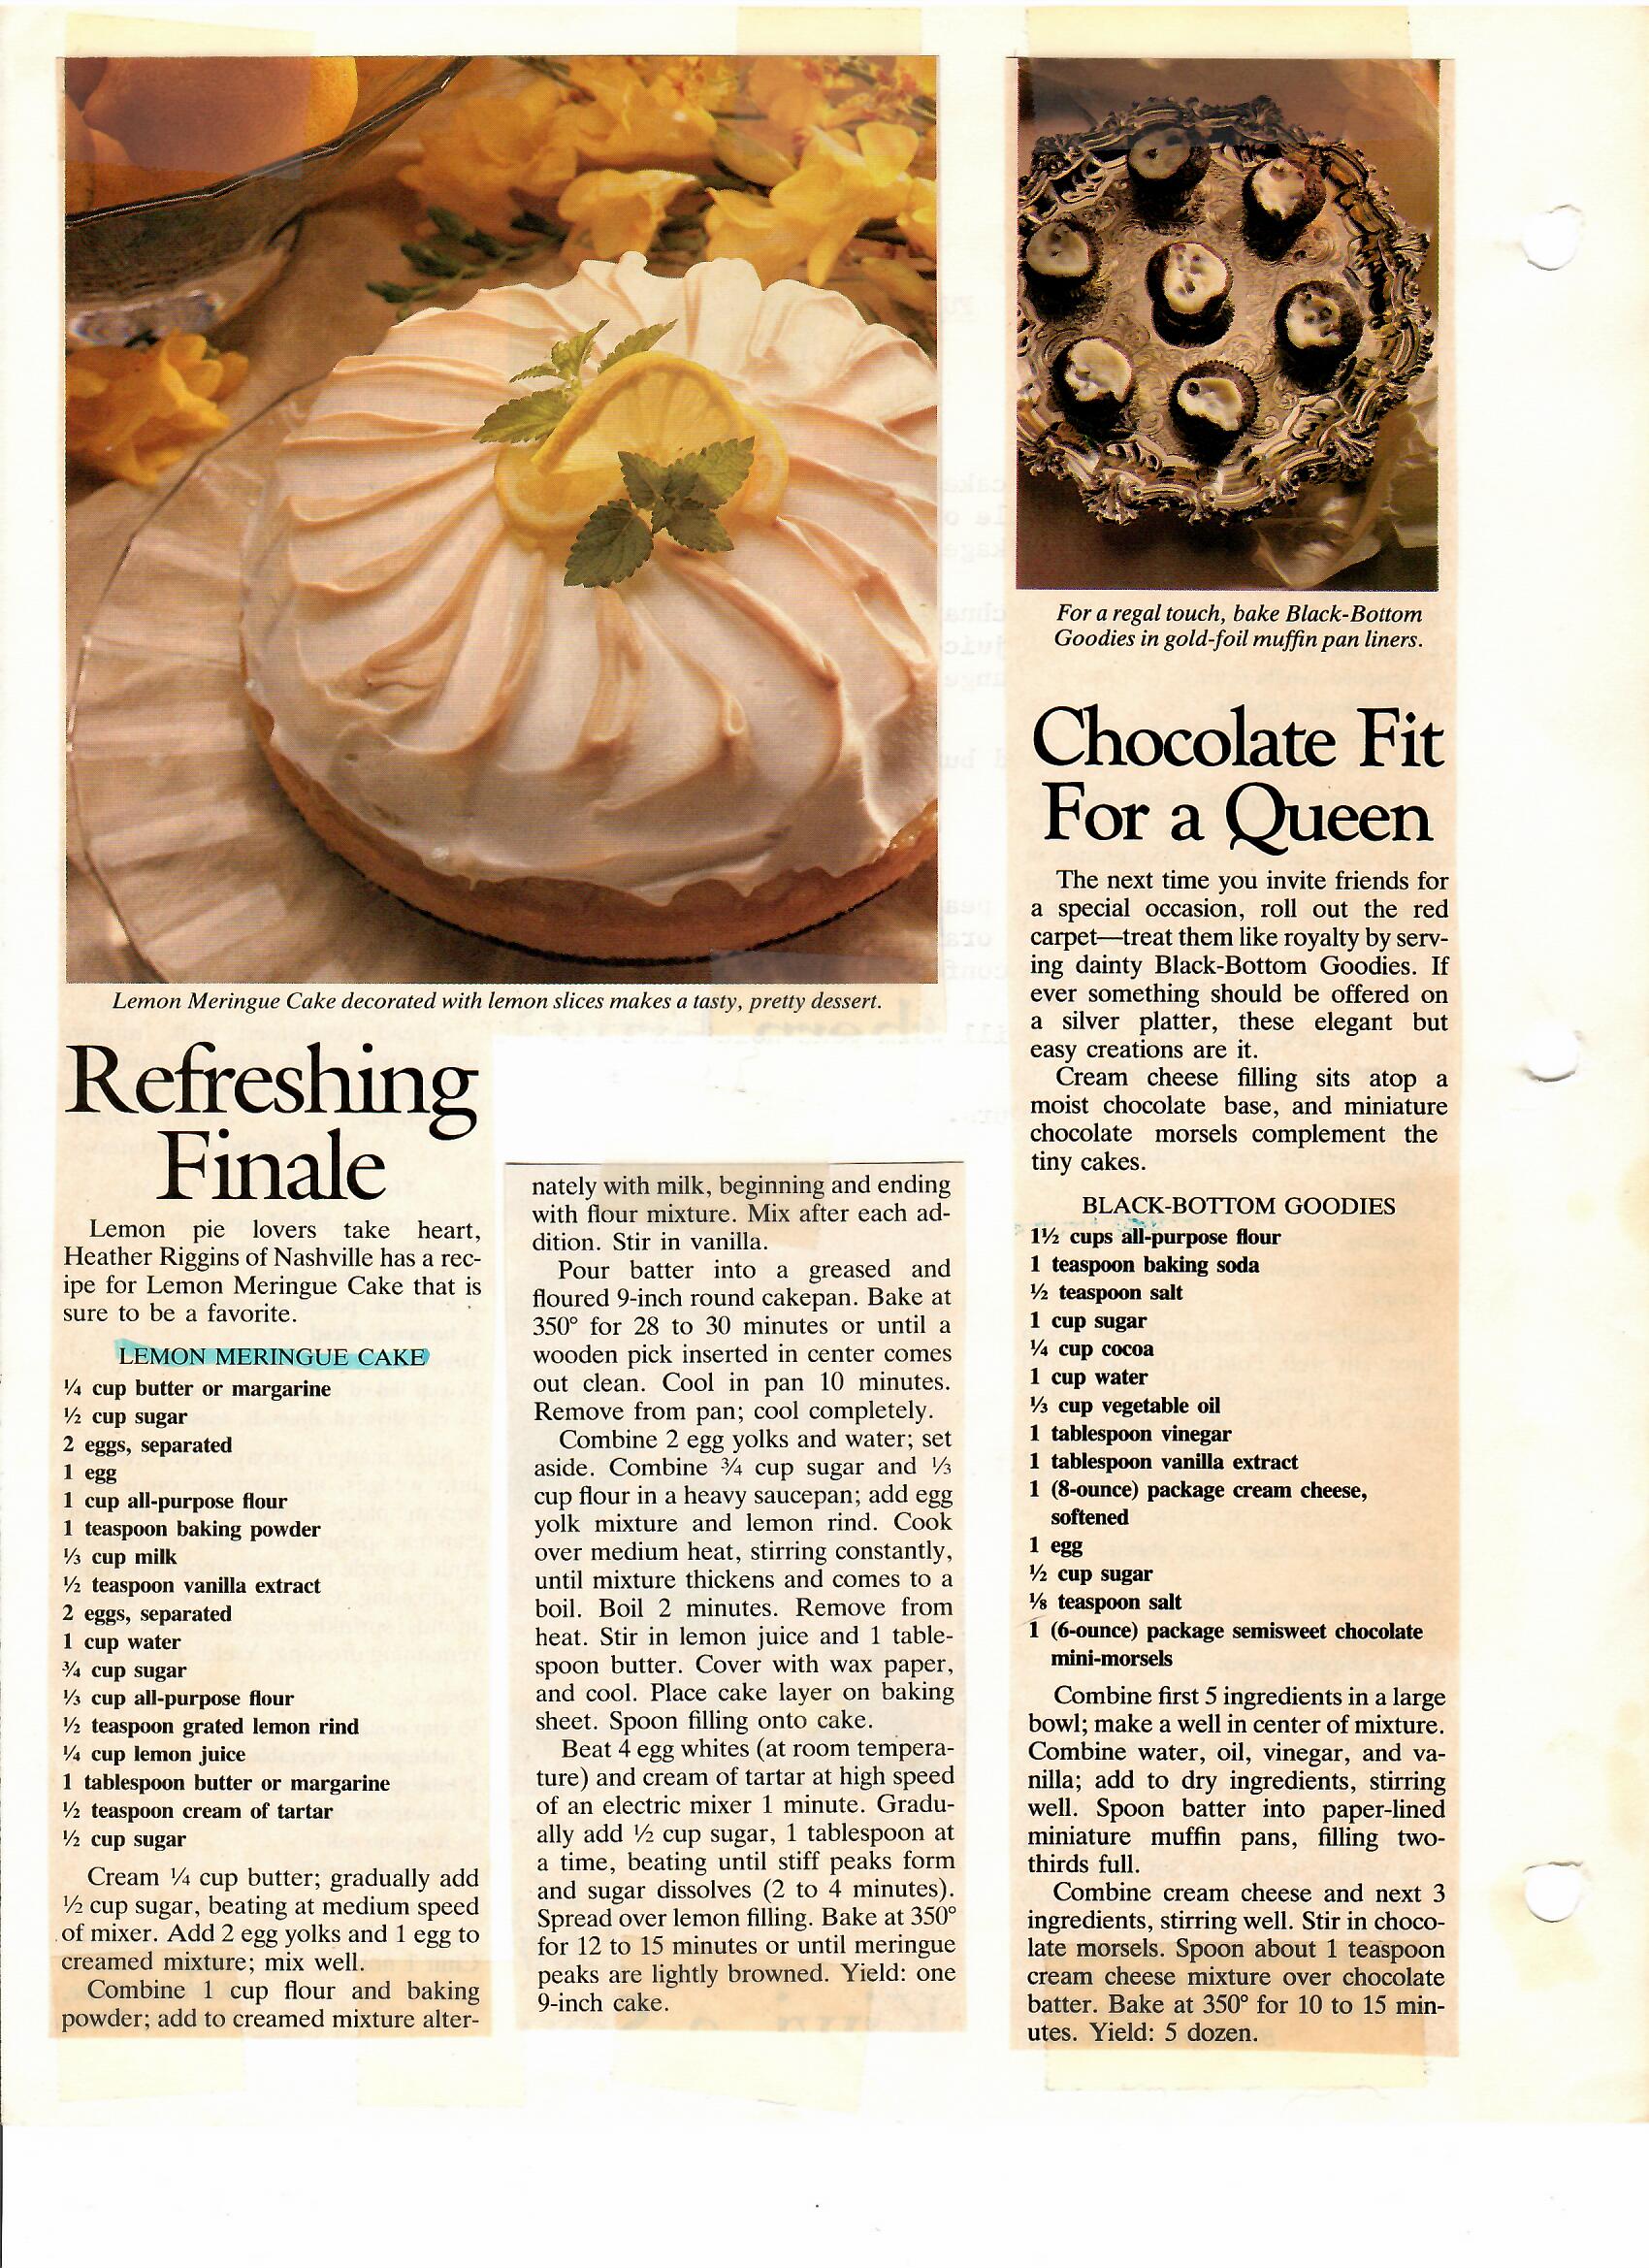 Lemon Meringue Cake decorated with lemon slices makes a tasty, pretty dessert.
Refreshing
Finale
Lemon pie lovers take heart,
Heather Riggins of Nashville has a rec-
ipe for Lemon Meringue Cake that is
sure to be a favorite.
LEMON MERINGUE CAKE
¼ cup butter or margarine
½ cup sugar
2 eggs, separated
1 egg
1 cup all-purpose flour
1 teaspoon baking powder
⅓ cup milk
½ teaspoon vanilla extract
2 eggs, separated
1 cup water
¾ cup sugar
⅓ cup all-purpose flour
½ teaspoon grated lemon rind
¼ cup lemon juice
1 tablespoon butter or margarine
½ teaspoon cream of tartar
½ cup sugar
Cream ¼ cup butter; gradually add
½ cup sugar, beating at medium speed
of mixer. Add 2 egg yolks and 1 egg to
creamed mixture; mix well.
Combine 1 cup flour and baking
powder; add to creamed mixture alter-
nately with milk, beginning and ending
with flour mixture. Mix after each ad-
dition. Stir in vanilla.
Pour batter into a greased and
floured 9-inch round cakepan. Bake at
350° for 28 to 30 minutes or until a
wooden pick inserted in center comes
out clean. Cool in pan 10 minutes.
Remove from pan; cool completely.
Combine 2 egg yolks and water; set
aside. Combine ¾ cup sugar and ⅓
cup flour in a heavy saucepan; add egg
yolk mixture and lemon rind. Cook
over medium heat, stirring constantly,
until mixture thickens and comes to a
boil. Boil 2 minutes. Remove from
heat. Stir in lemon juice and 1 table-
spoon butter. Cover with wax paper,
and cool. Place cake layer on baking
sheet. Spoon filling onto cake.
Beat 4 egg whites (at room tempera-
ture) and cream of tartar at high speed
of an electric mixer 1 minute. Gradu-
ally add ½ cup sugar, 1 tablespoon at
a time, beating until stiff peaks form
and sugar dissolves (2 to 4 minutes).
Spread over lemon filling. Bake at 350°
for 12 to 15 minutes or until meringue
peaks are lightly browned. Yield: one
9-inch cake.
For a regal touch, bake Black-Bottom
Goodies in gold-foil muffin pan liners.
Chocolate Fit
For a Queen
The next time you invite friends for
a special occasion, roll out the red
carpet—treat them like royalty by serv-
ing dainty Black-Bottom Goodies. If
ever something should be offered on
a silver platter, these elegant but
easy creations are it.
Cream cheese filling sits atop a
moist chocolate base, and miniature
chocolate morsels complement the
tiny cakes.
BLACK-BOTTOM GOODIES
1½ cups all-purpose flour
1 teaspoon baking soda
½ teaspoon salt
1 cup sugar
¼ cup cocoa
1 cup water
⅓ cup vegetable oil
1 tablespoon vinegar
1 tablespoon vanilla extract
1 (8-ounce) package cream cheese,
softened
1 egg
½ cup sugar
⅛ teaspoon salt
1 (6-ounce) package semisweet chocolate
mini-morsels
Combine first 5 ingredients in a large
bowl; make a well in center of mixture.
Combine water, oil, vinegar, and va-
nilla; add to dry ingredients, stirring
well. Spoon batter into paper-lined
miniature muffin pans, filling two-
thirds full.
Combine cream cheese and next 3
ingredients, stirring well. Stir in choco-
late morsels. Spoon about 1 teaspoon
cream cheese mixture over chocolate
batter. Bake at 350° for 10 to 15 min-
utes. Yield: 5 dozen.